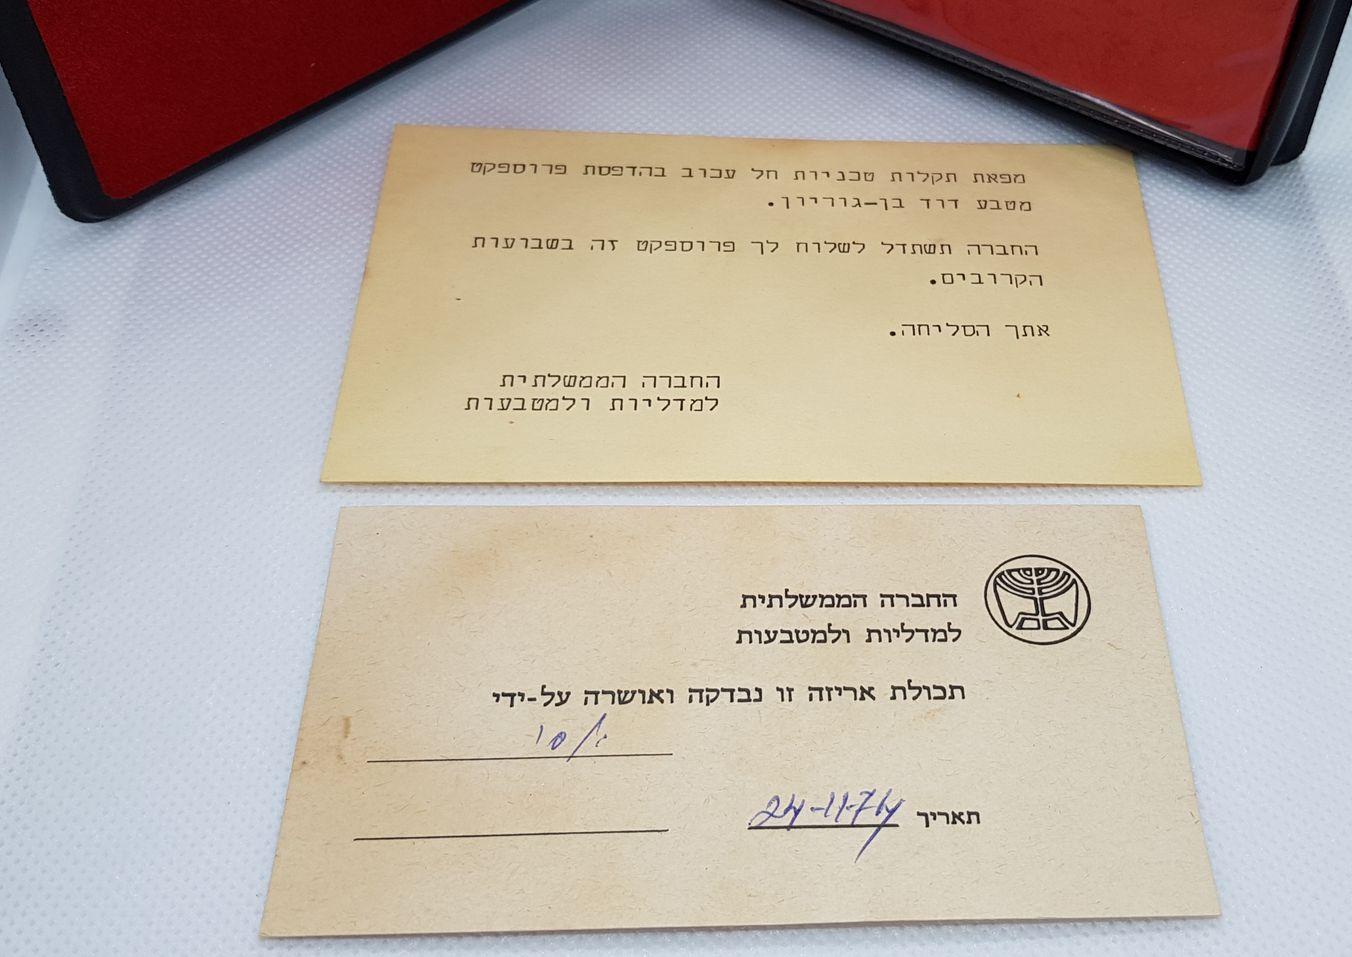 מפאת תקלות טכניות חל עכוב בהדפסת פרוספקט
מטבע דוד בן-גוריון.
החברה תשתדל לשלוח לך פרוספקט זה בשבועות
הקרובים.
אתך הסליחה.
החברה הממשלתית
למדליות ולמטבעות
החברה הממשלתית
למדליות ולמטבעות
תכולת אריזה זו נבדקה ואושרה על-ידי
תאריך 24-11-74